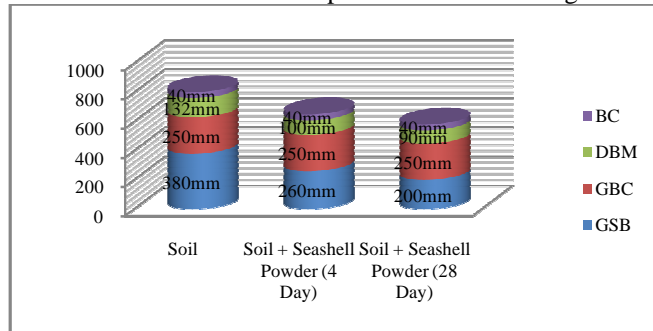 1000
800
600
400
200
0
40mm
132mm
250mm
380mm
40mm
100mm
250mm
260mm
40mm
90mm
250mm
200mm
Soil
Soil + Seashell
Powder (4
Day)
Soil + Seashell
Powder (28
Day)
BC
DBM
GBC
GSB